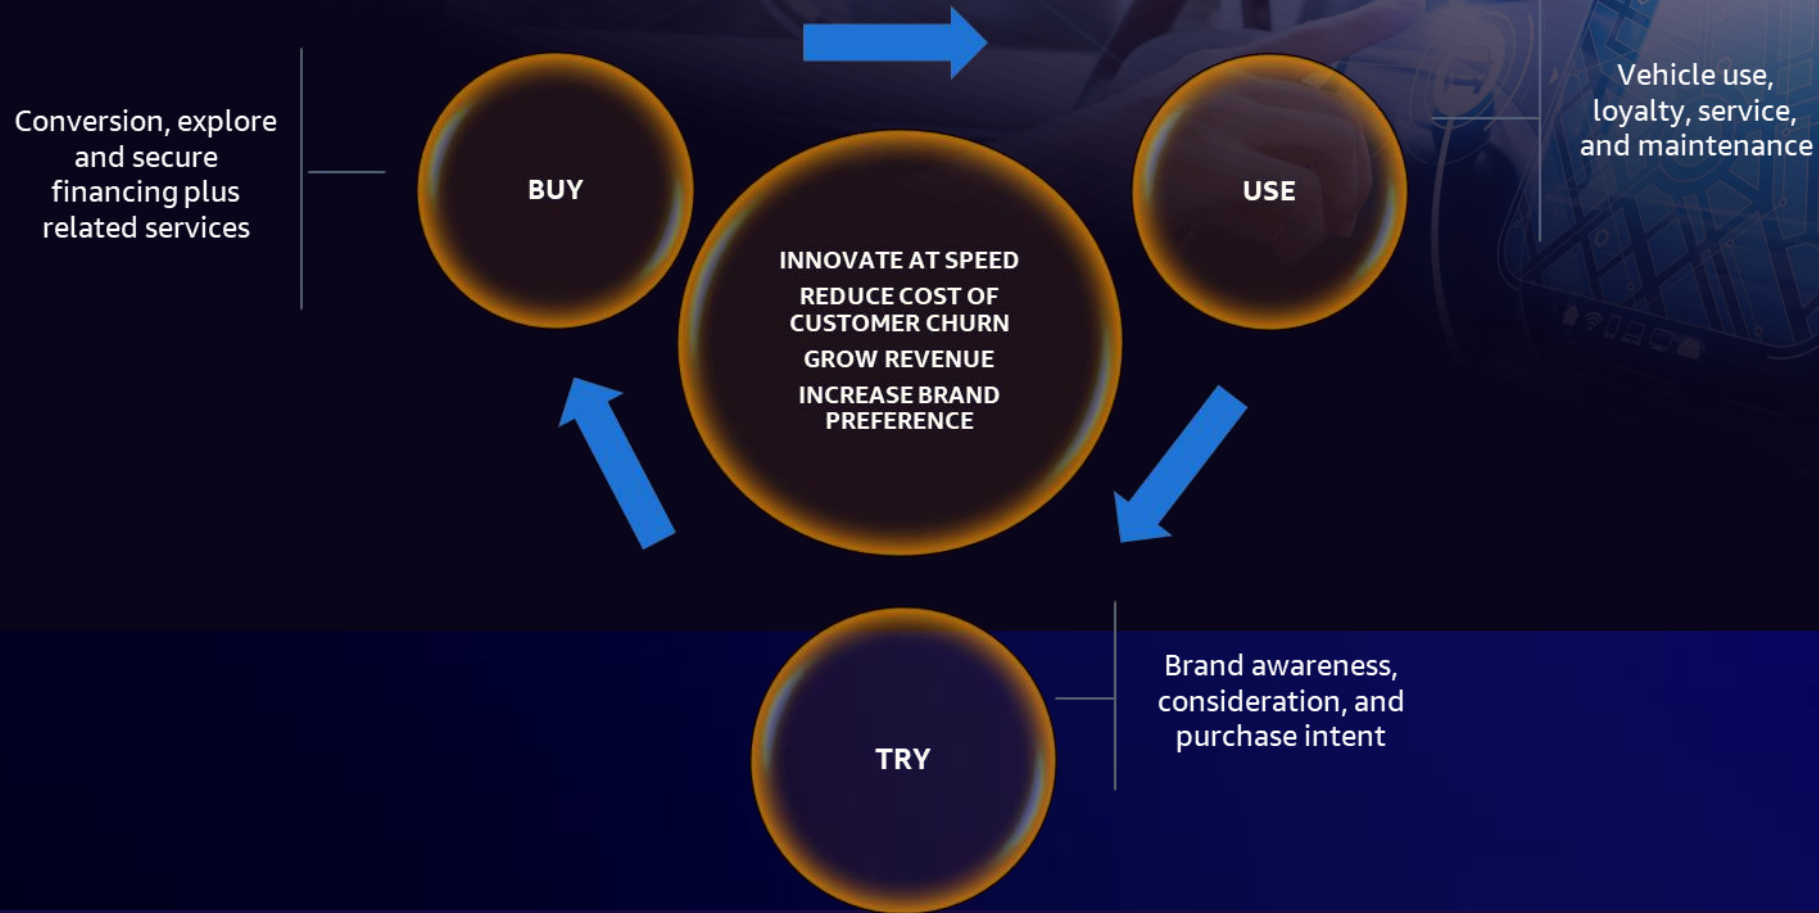 Conversion, explore
and secure
financing plus
related services
BUY
INNOVATE AT SPEED
REDUCE COST OF
CUSTOMER CHURN
GROW REVENUE
INCREASE BRAND
PREFERENCE
USE
Vehicle use,
loyalty, service,
and maintenance
TRY
Brand awareness,
consideration, and
purchase intent